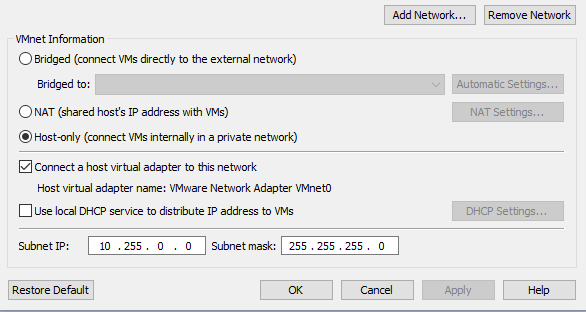 Add Network... Remove Network
VMnet Information
Bridged (connect VMs directly to the external network)
Bridged to: Automatic Settings...
NAT (shared host's IP address with VMs) NAT Settings...
Host-only (connect VMs internally in a private network)
Connect a host virtual adapter to this network
Host virtual adapter name: VMware Network Adapter VMnet0
Use local DHCP service to distribute IP address to VMs DHCP Settings...
Subnet IP: 10 . 255 . 0 . 0 Subnet mask: 255 . 255 . 255 . 0
Restore Default OK Cancel Apply Help